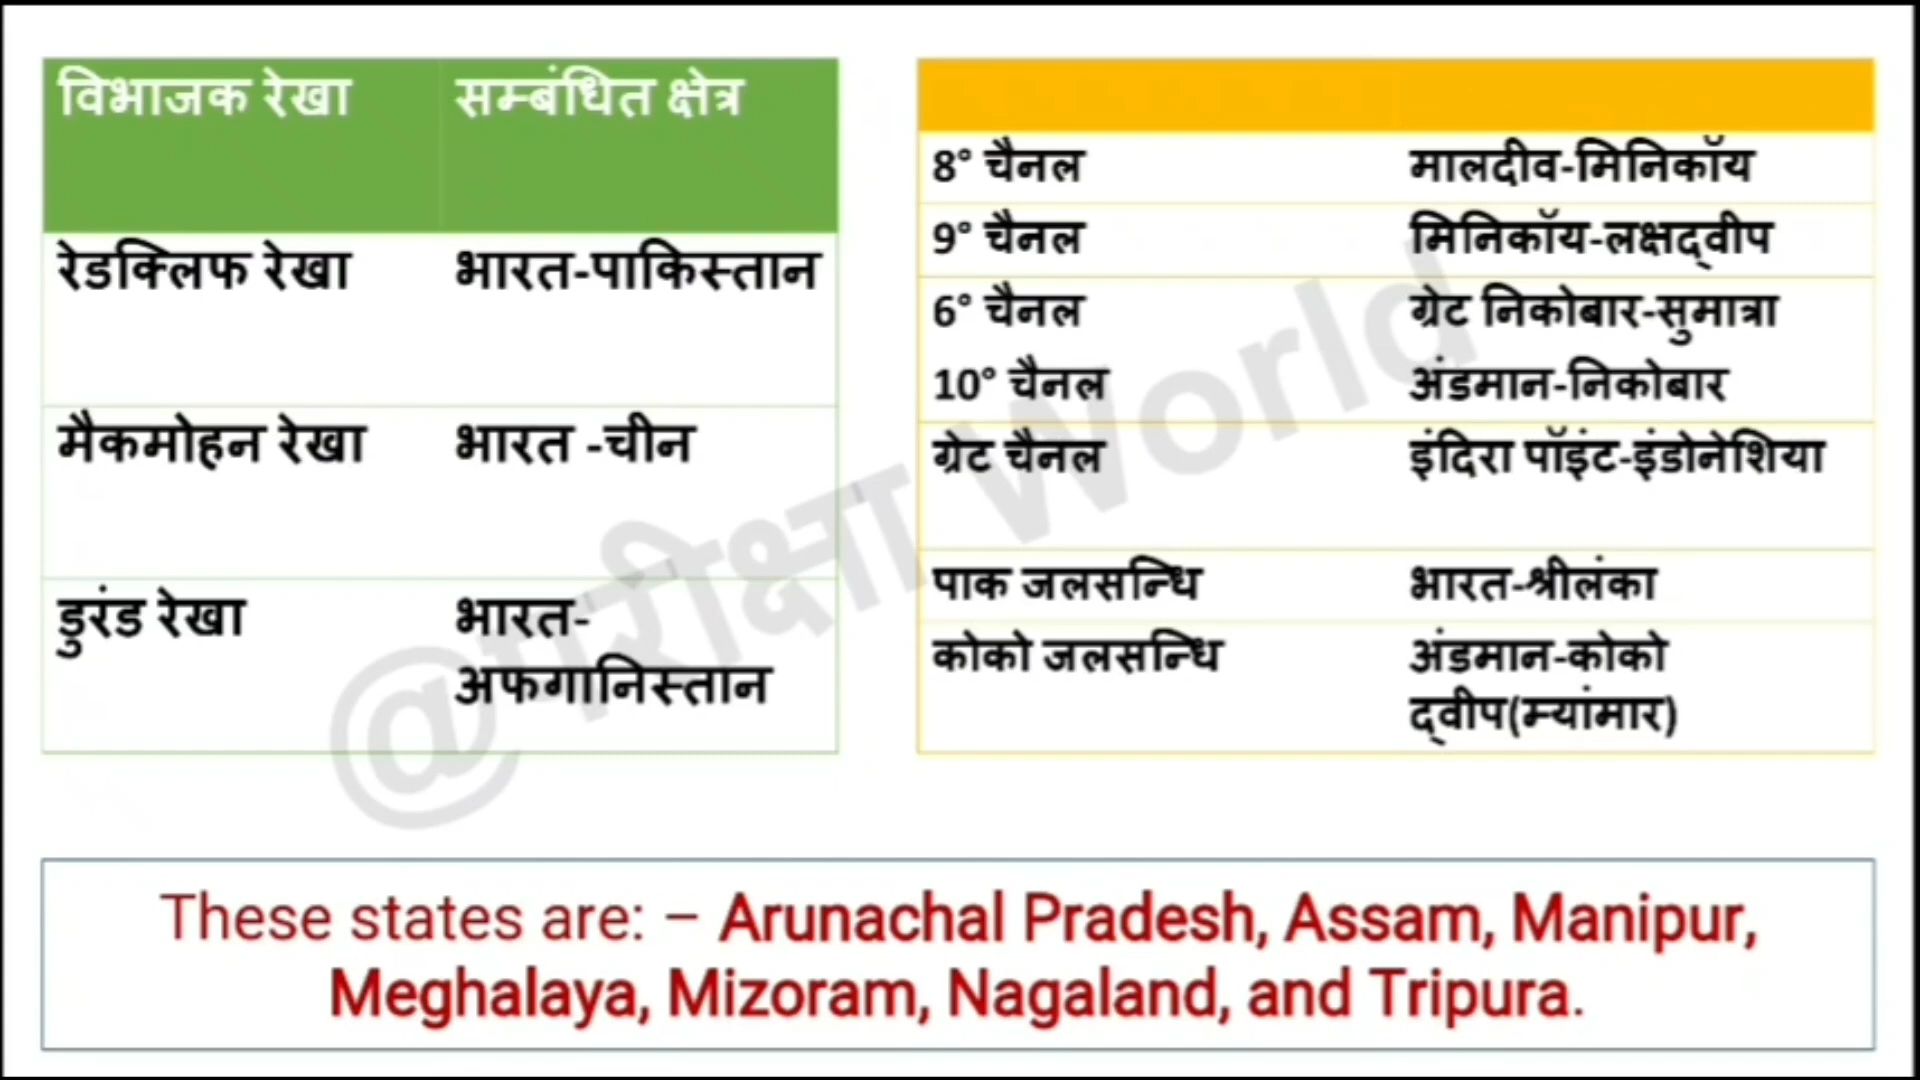 विभाजक रेखा सम्बंधित क्षेत्र
रेडक्लिफ रेखा भारत-पाकिस्तान
मैकमोहन रेखा भारत -चीन
डुरंड रेखा भारत-
अफगानिस्तान
8° चैनल मालदीव-मिनिकॉय
9° चैनल मिनिकॉय-लक्षद्वीप
6° चैनल ग्रेट निकोबार-सुमात्रा
10° चैनल अंडमान-निकोबार
ग्रेट चैनल इंदिरा पॉइंट-इंडोनेशिया
पाक जलसन्धि भारत-श्रीलंका
कोको जलसन्धि अंडमान-कोको
द्वीप(म्यांमार)
@परीक्षा World
These states are: – Arunachal Pradesh, Assam, Manipur,
Meghalaya, Mizoram, Nagaland, and Tripura.